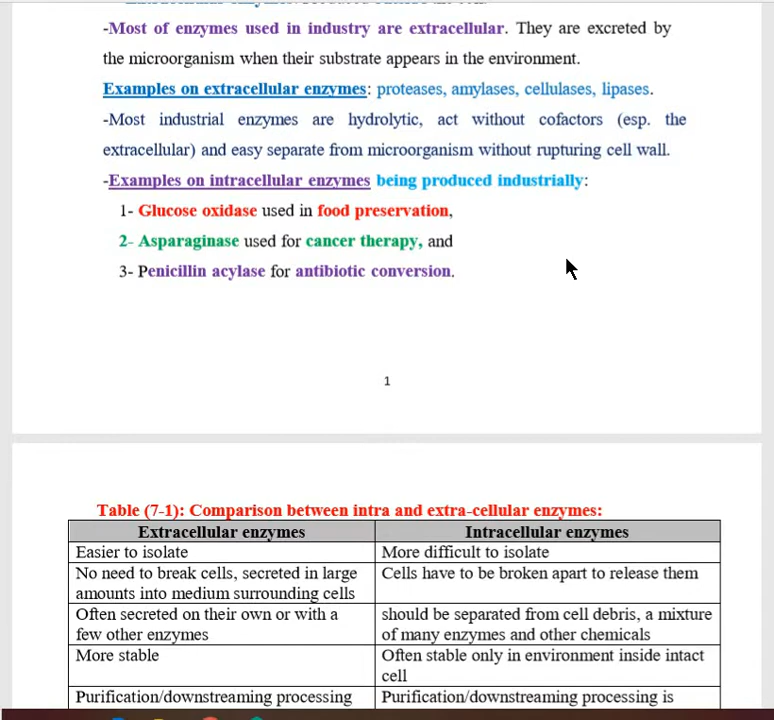 -Most of enzymes used in industry are extracellular. They are excreted by
the microorganism when their substrate appears in the environment.
Examples on extracellular enzymes: proteases, amylases, cellulases, lipases.
-Most industrial enzymes are hydrolytic, act without cofactors (esp. the
extracellular) and easy separate from microorganism without rupturing cell wall.
-Examples on intracellular enzymes being produced industrially:
1- Glucose oxidase used in food preservation,
2- Asparaginase used for cancer therapy, and
3- Penicillin acylase for antibiotic conversion.
1
Table (7-1): Comparison between intra and extra-cellular enzymes:
Extracellular enzymes Intracellular enzymes
Easier to isolate More difficult to isolate
No need to break cells, secreted in large Cells have to be broken apart to release them
amounts into medium surrounding cells
Often secreted on their own or with a should be separated from cell debris, a mixture
few other enzymes of many enzymes and other chemicals
More stable Often stable only in environment inside intact
cell
Purification/downstreaming processing Purification/downstreaming processing is